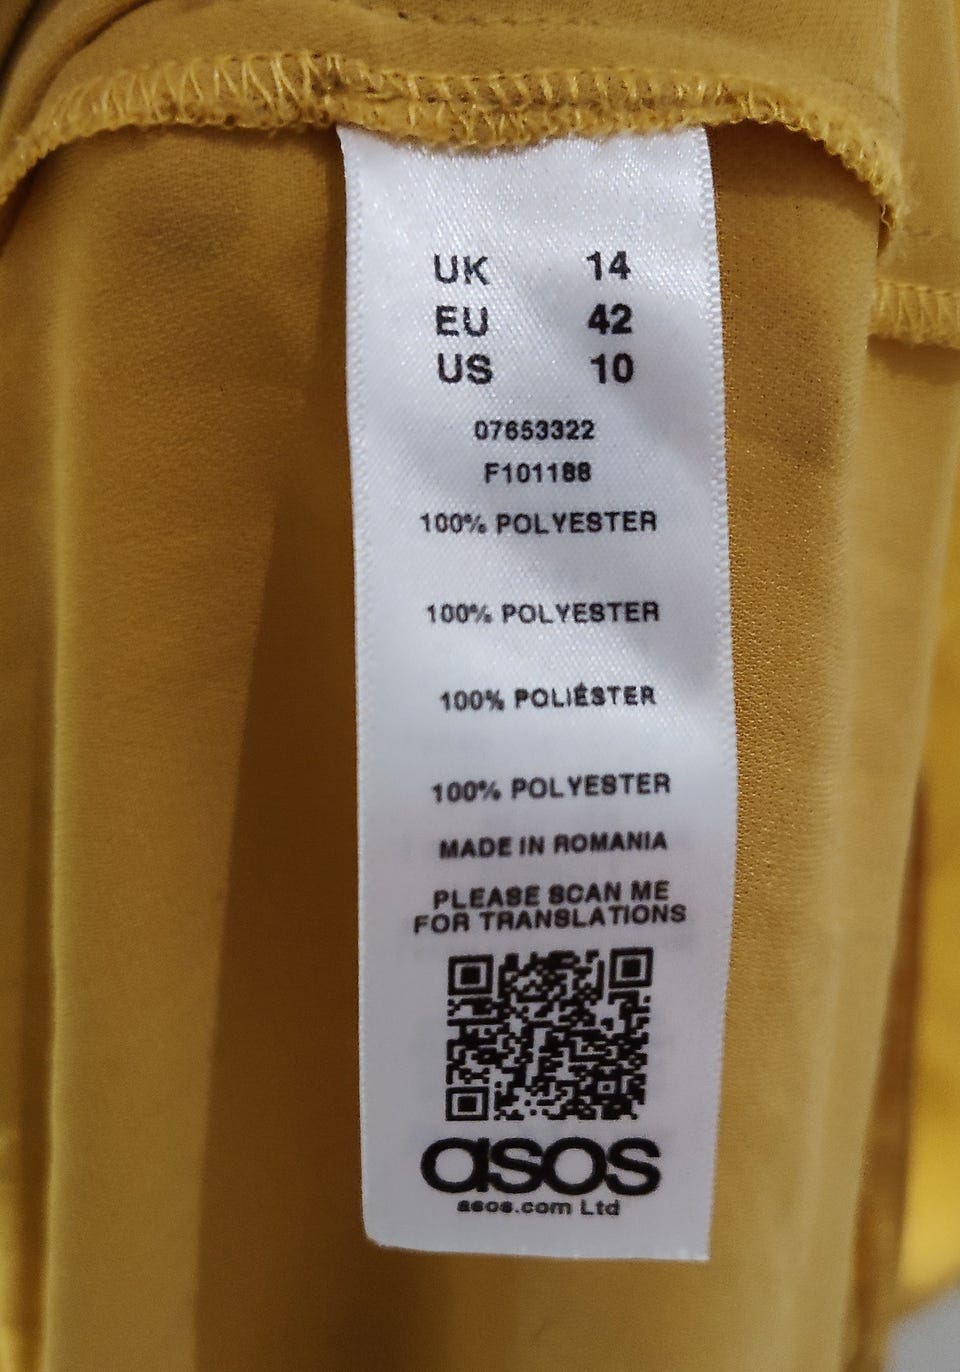 UK 14
EU 42
US 10
07653322
F101188
100% POLYESTER
100% POLYESTER
100% POLIÉSTER
100% POLYESTER
MADE IN ROMANIA
PLEASE SCAN ME
FOR TRANSLATIONS
asos
asos.com Ltd